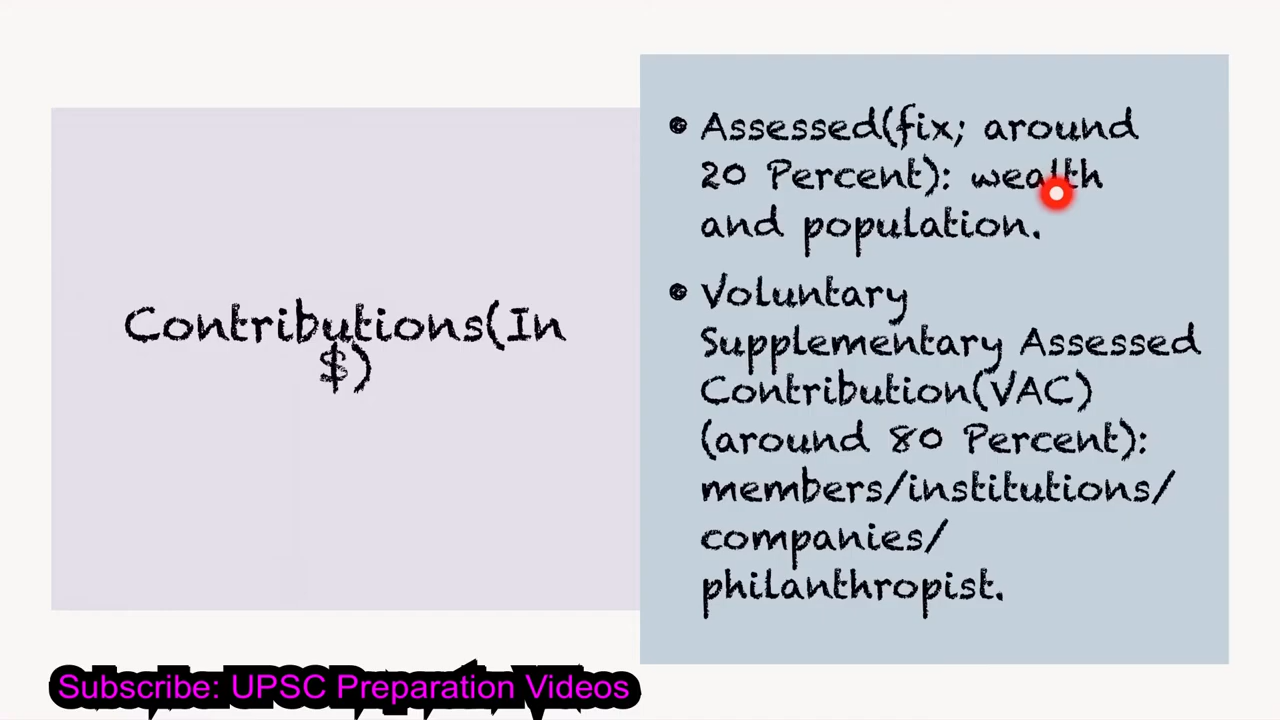 Contributions(In
$)
• Assessed(fix; around
20 Percent): wealth
and population.
• Voluntary
Supplementary Assessed
Contribution(VAC)
(around 80 Percent):
members/institutions/
companies/
philanthropist.
Subscribe: UPSC Preparation Videos